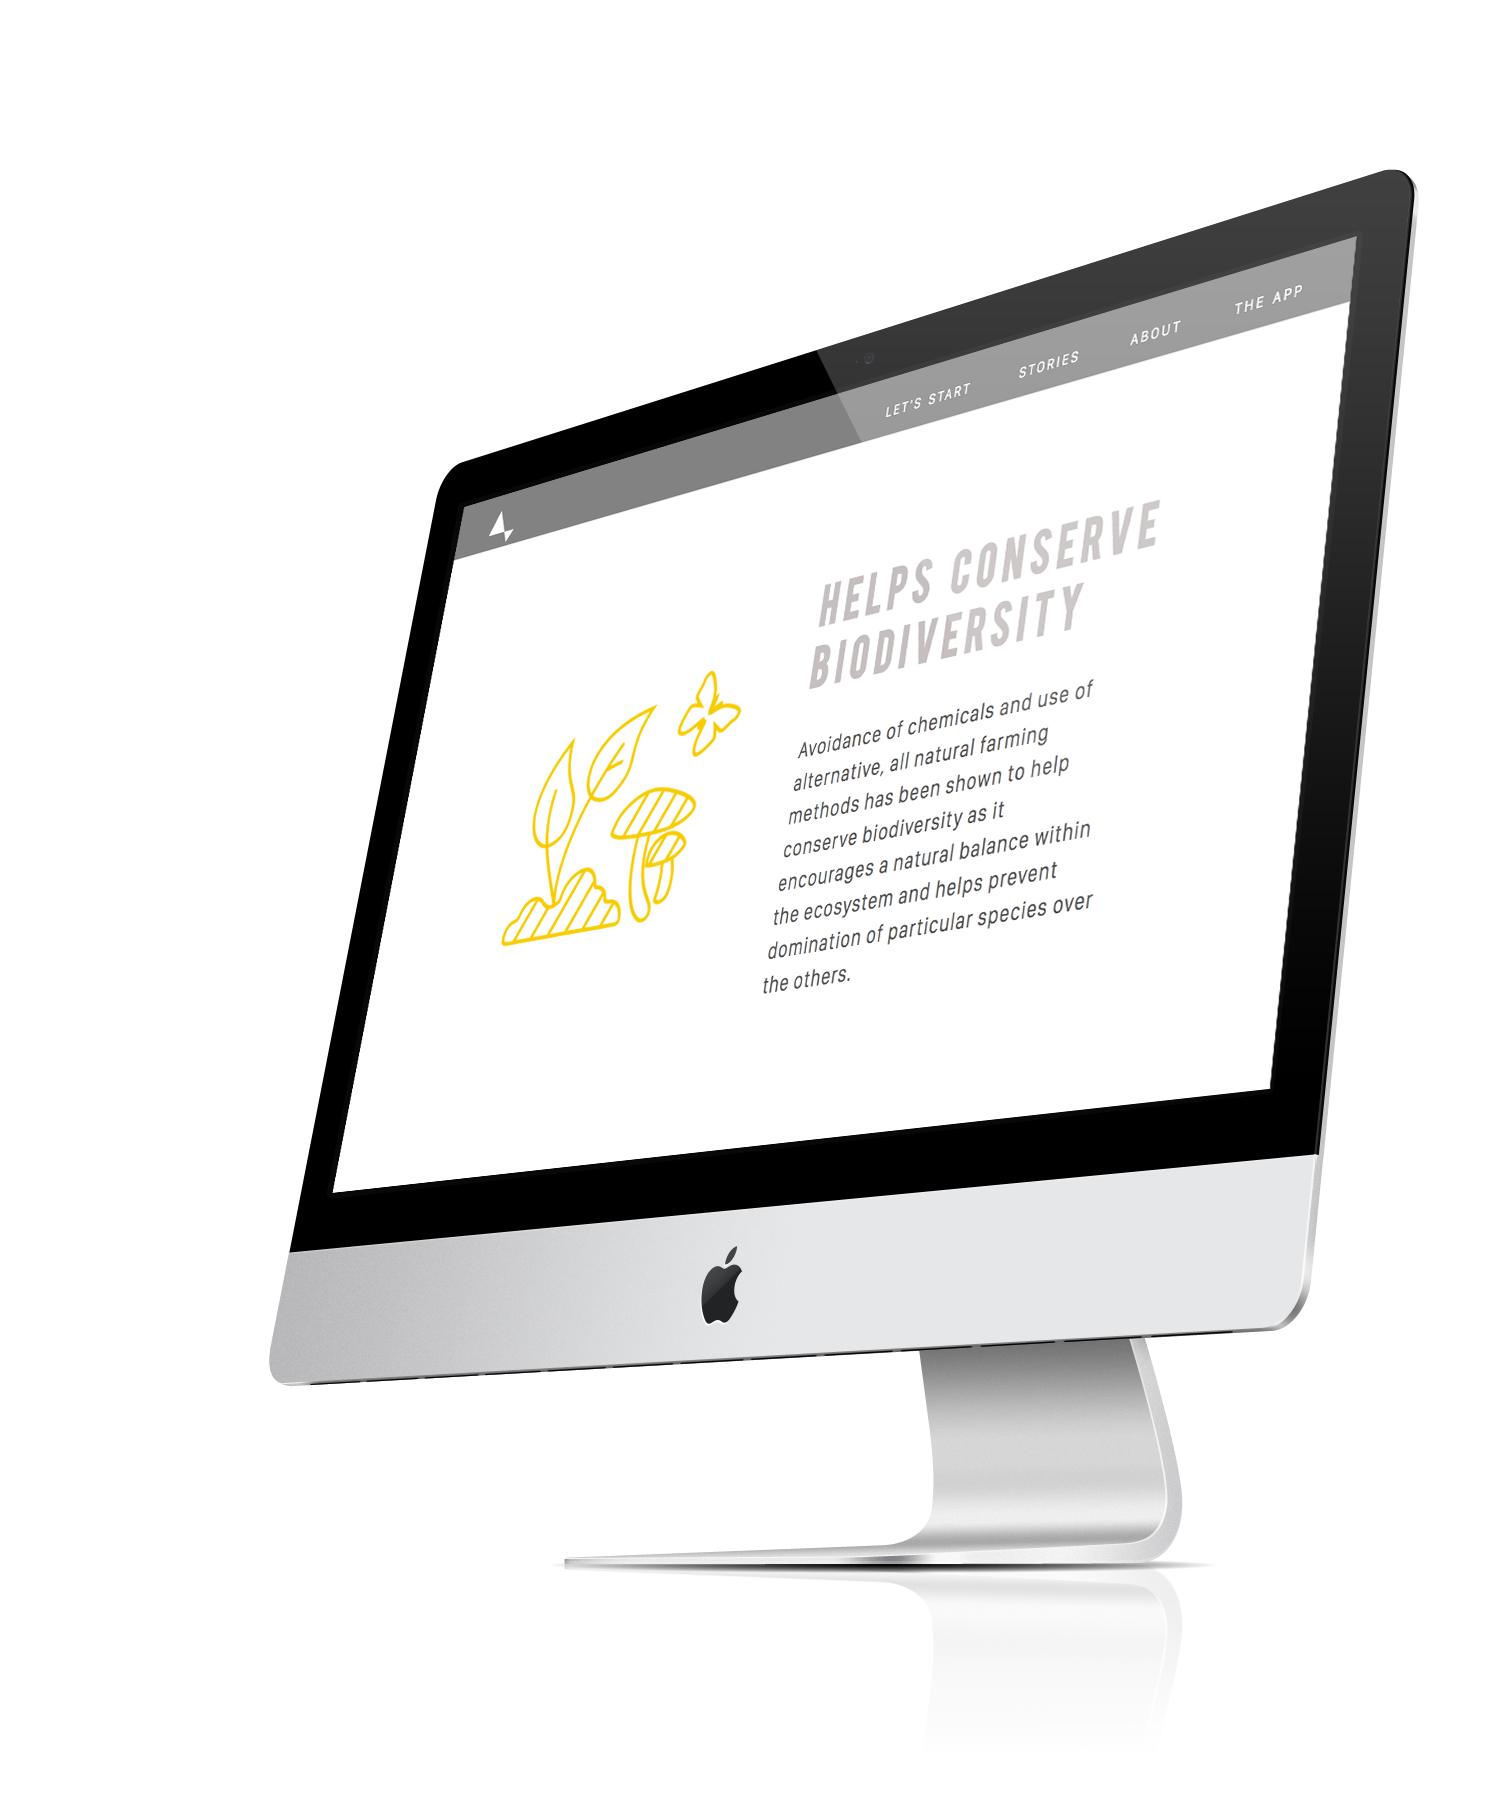 LET'S START STORIES ABOUT THE APP
HELPS CONSERVE
BIODIVERSITY
Avoidance of chemicals and use of
alternative, all natural farming
methods has been shown to help
conserve biodiversity as it
encourages a natural balance within
the ecosystem and helps prevent
domination of particular species over
the others.